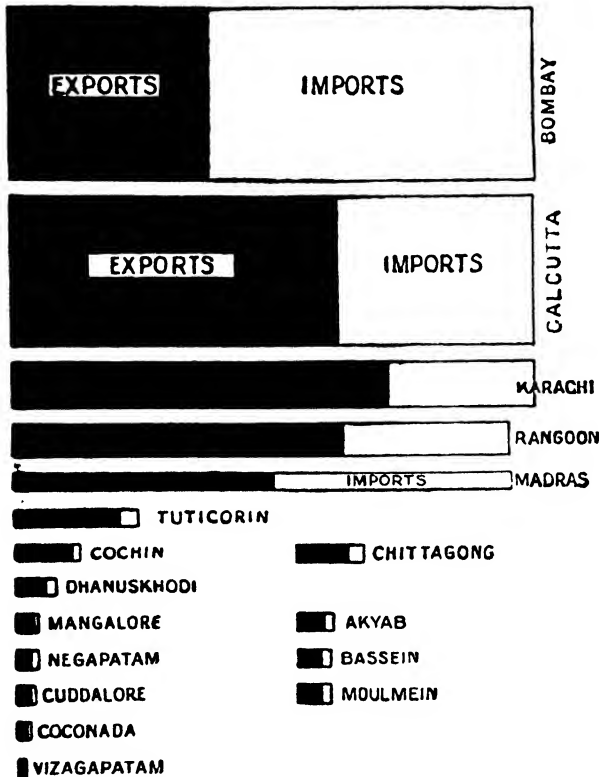 EXPORTS IMPORTS
BOMBAY
EXPORTS IMPORTS
CALCUTTA
KARACHI
RANGOON
IMPORTS MADRAS
TUTICORIN
COCHIN CHITTAGONG
DHANUSKHODI
MANGALORE AKYAB
NEGAPATAM BASSEIN
CUDDALORE MOULMEIN
COCONADA
VIZAGAPATAM